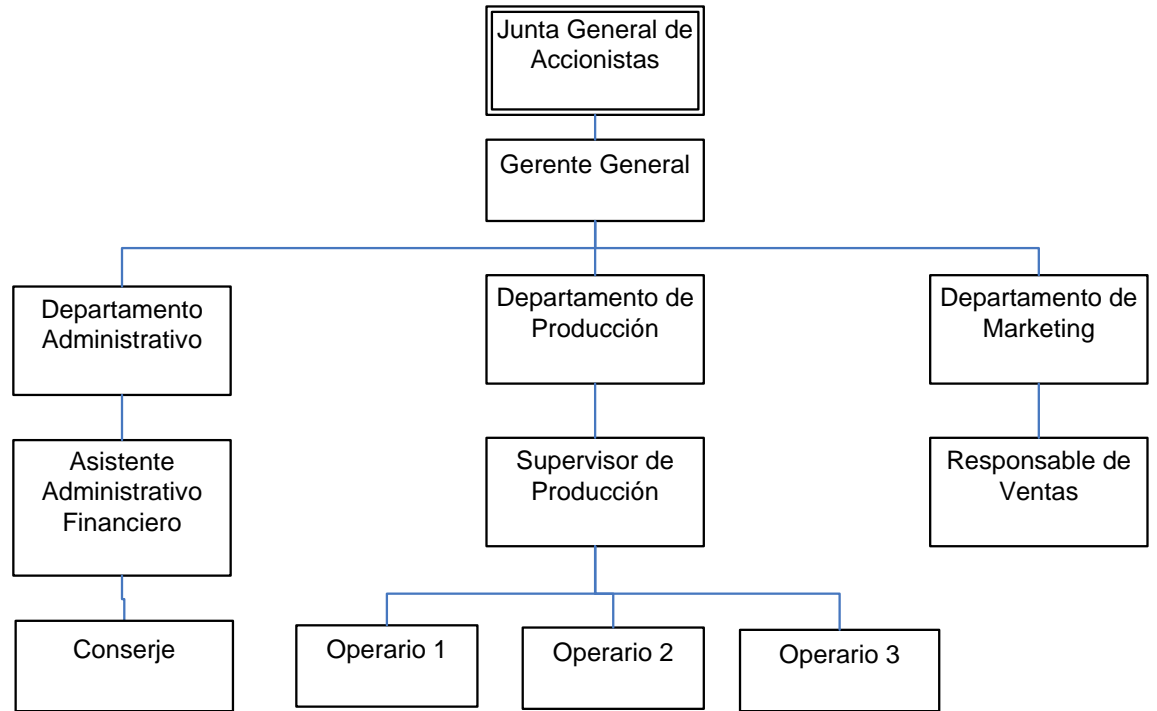 Junta General de
Accionistas
Gerente General
Departamento
Administrativo
Departamento de
Producción
Departamento de
Marketing
Asistente
Administrativo
Financiero
Supervisor de
Producción
Responsable de
Ventas
Conserje
Operario 1
Operario 2
Operario 3